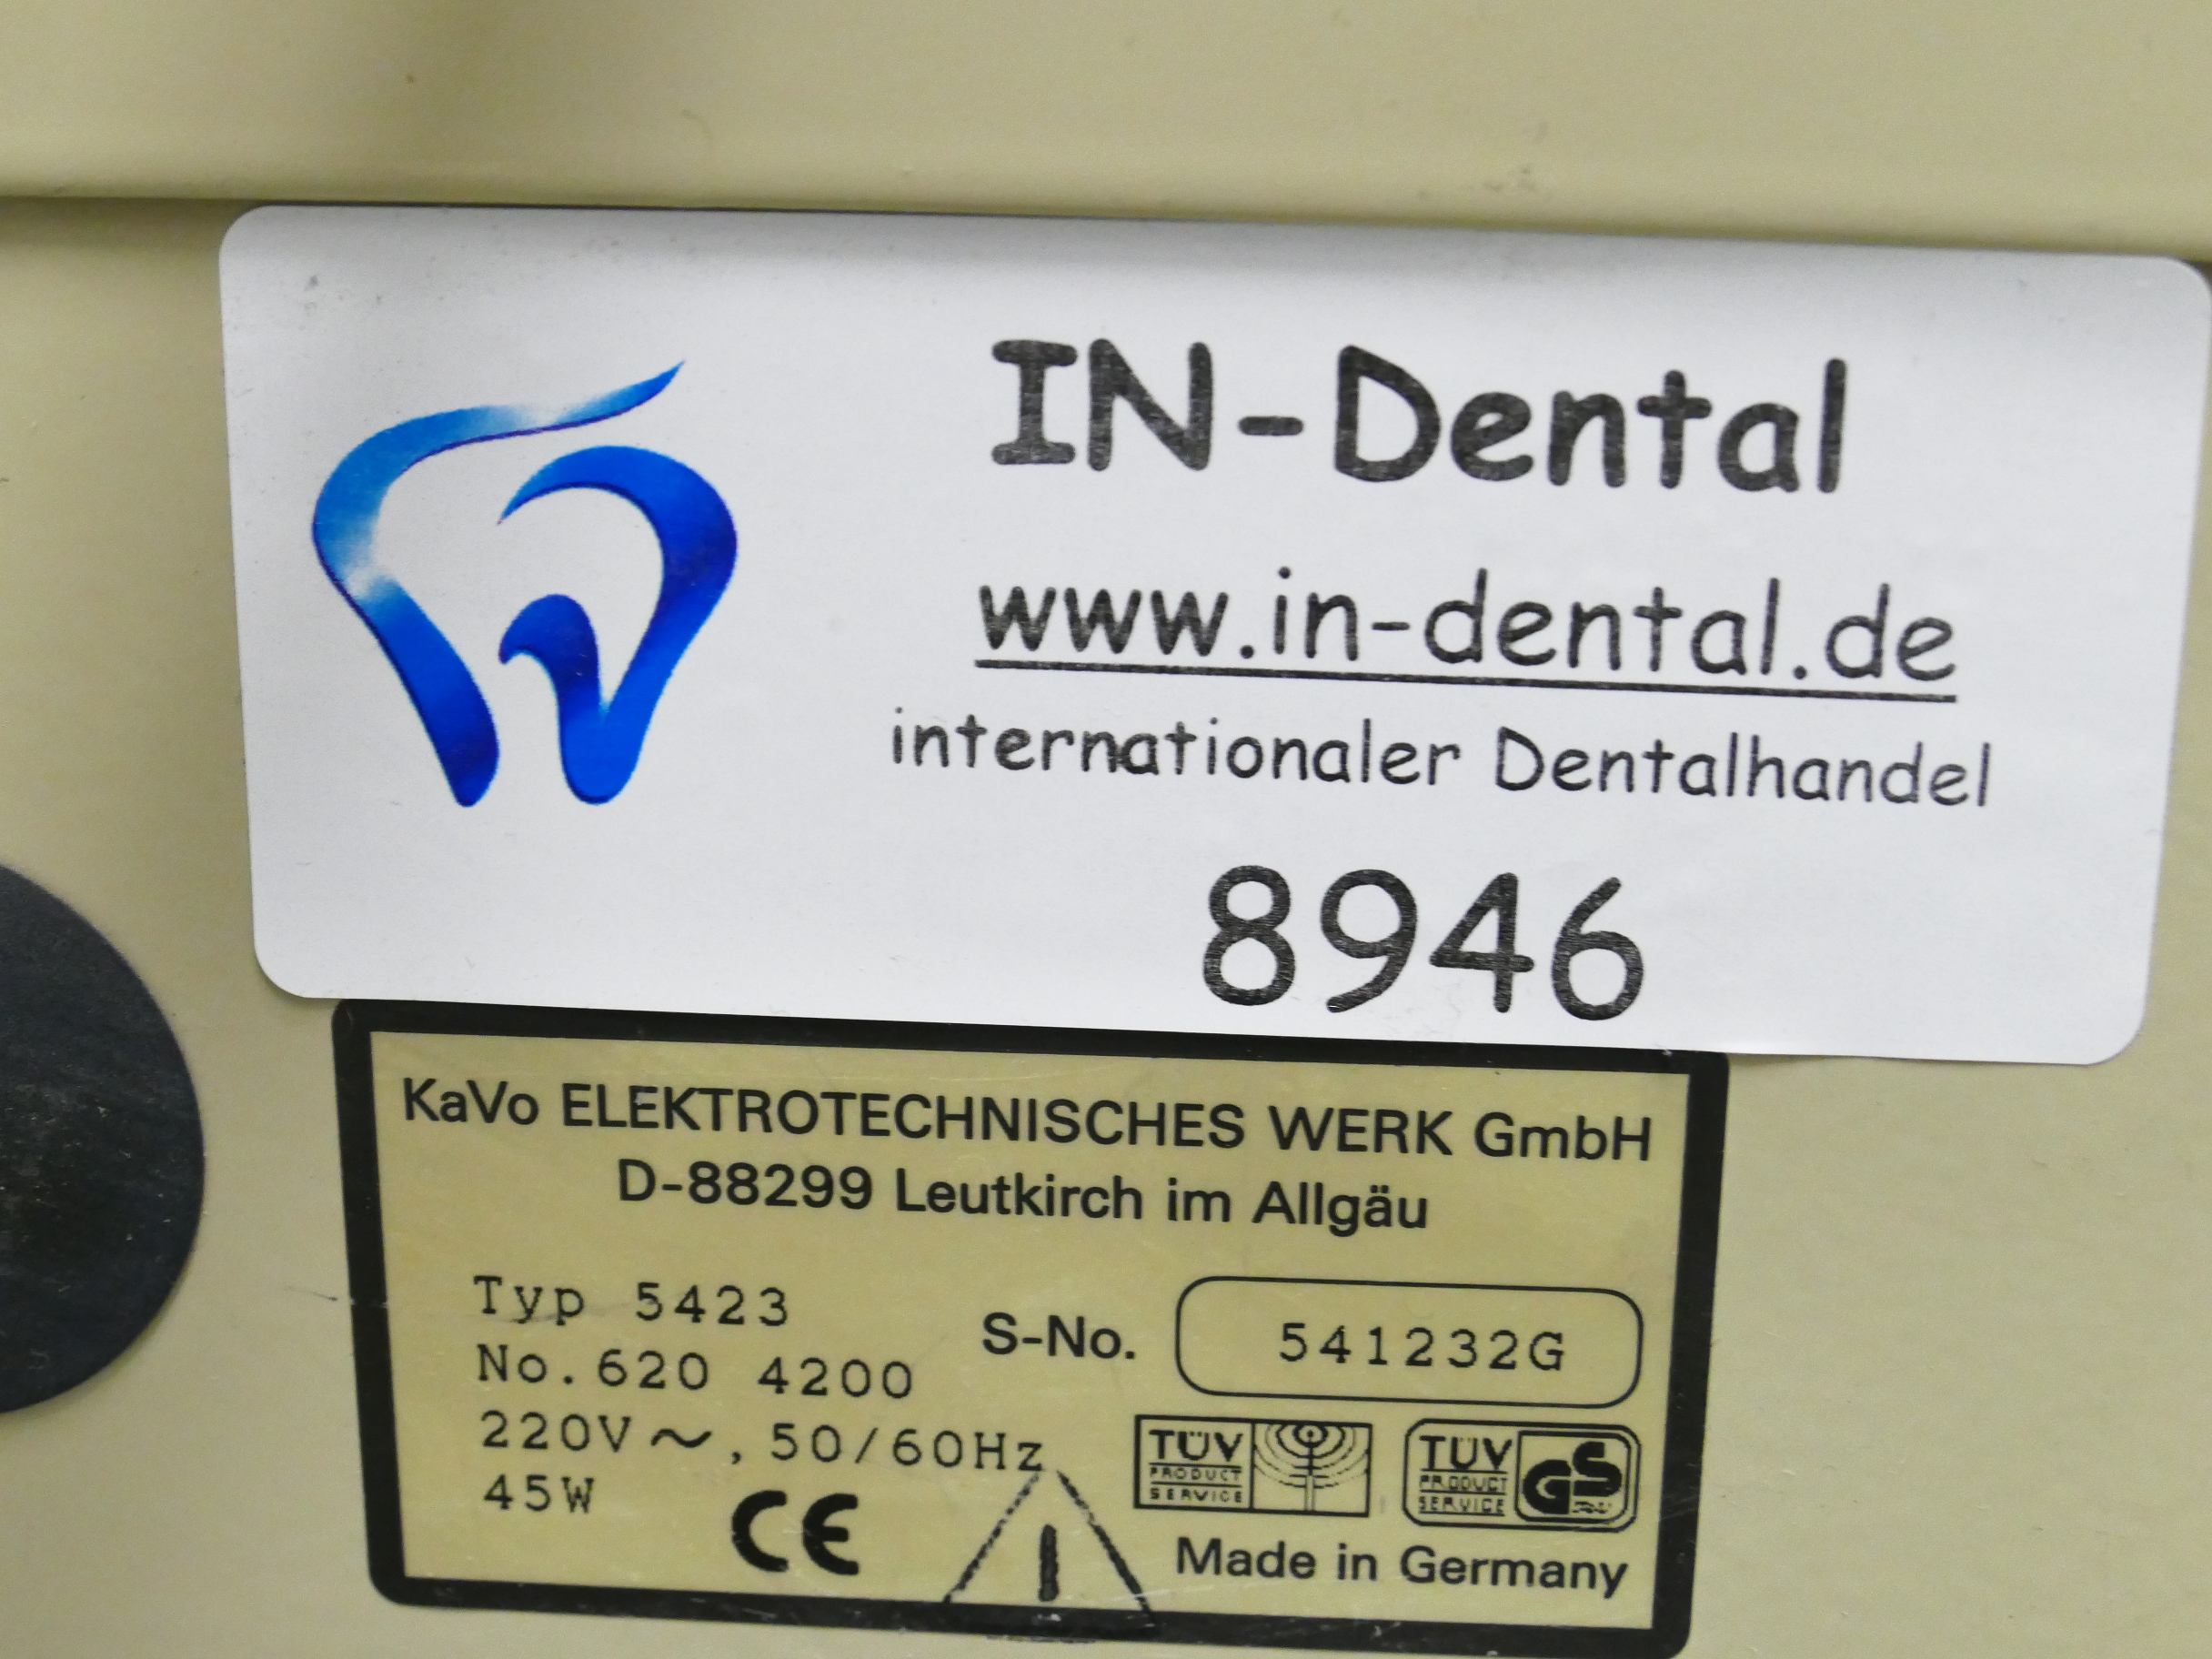 IN-Dental
www.in-dental.de
internationaler Dentalhandel
8946
KaVo ELEKTROTECHNISCHES WERK GmbH
D-88299 Leutkirch im Allgäu
Typ 5423
No.620 4200
220V~, 50/60Hz
45W
S-No. 541232G
CE
TÜV
PRODUCT
SERVICE
TÜV
PRODUCT
SERVICE
GS
Made in Germany